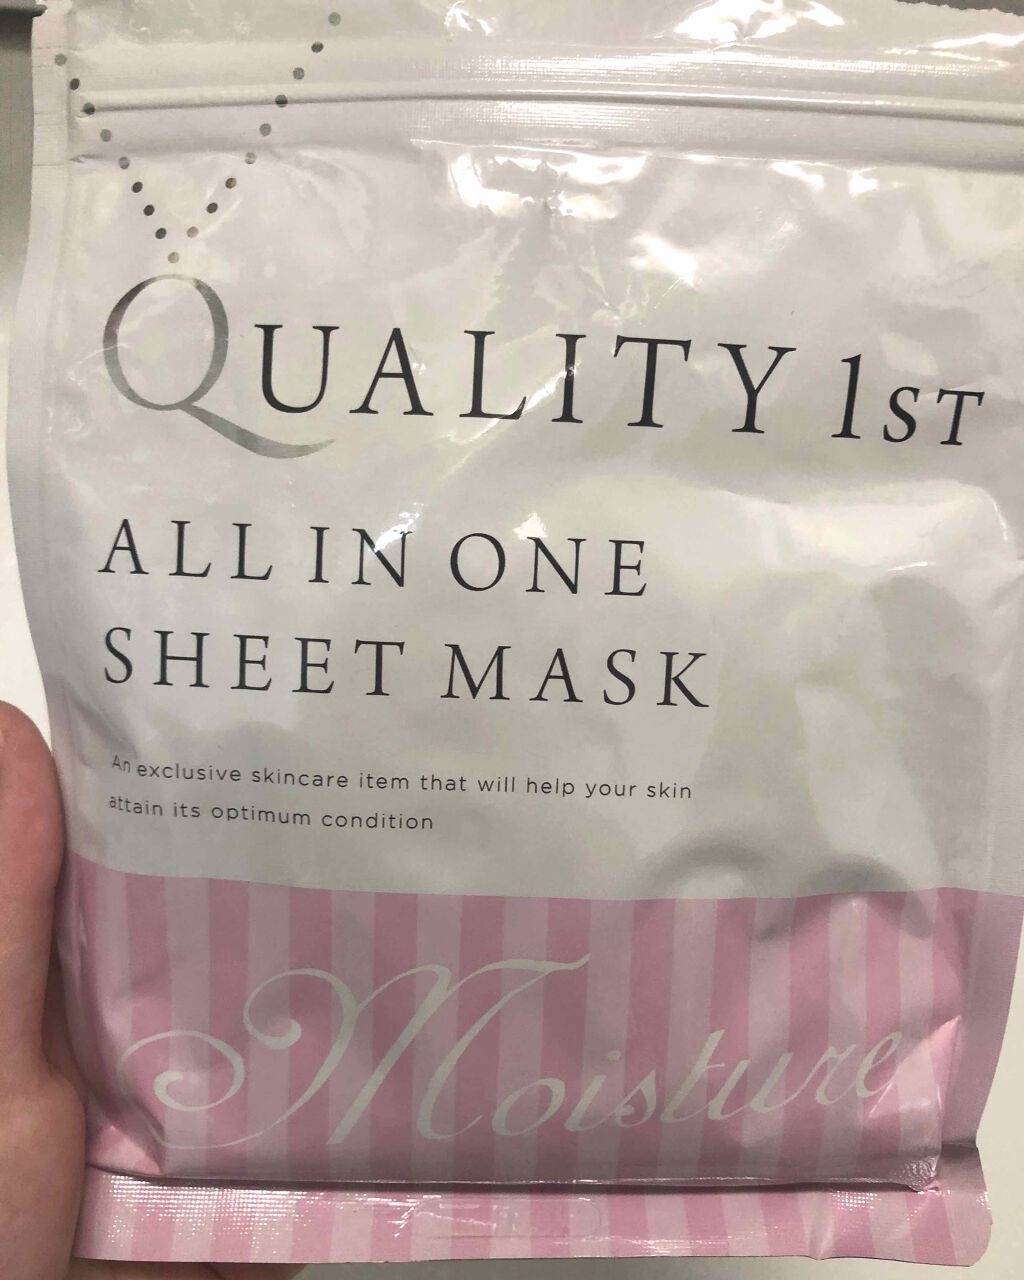 QUALITY 1ST
ALL IN ONE
SHEET MASK
An exclusive skincare item that will help your skin
attain its optimum condition
Moisture